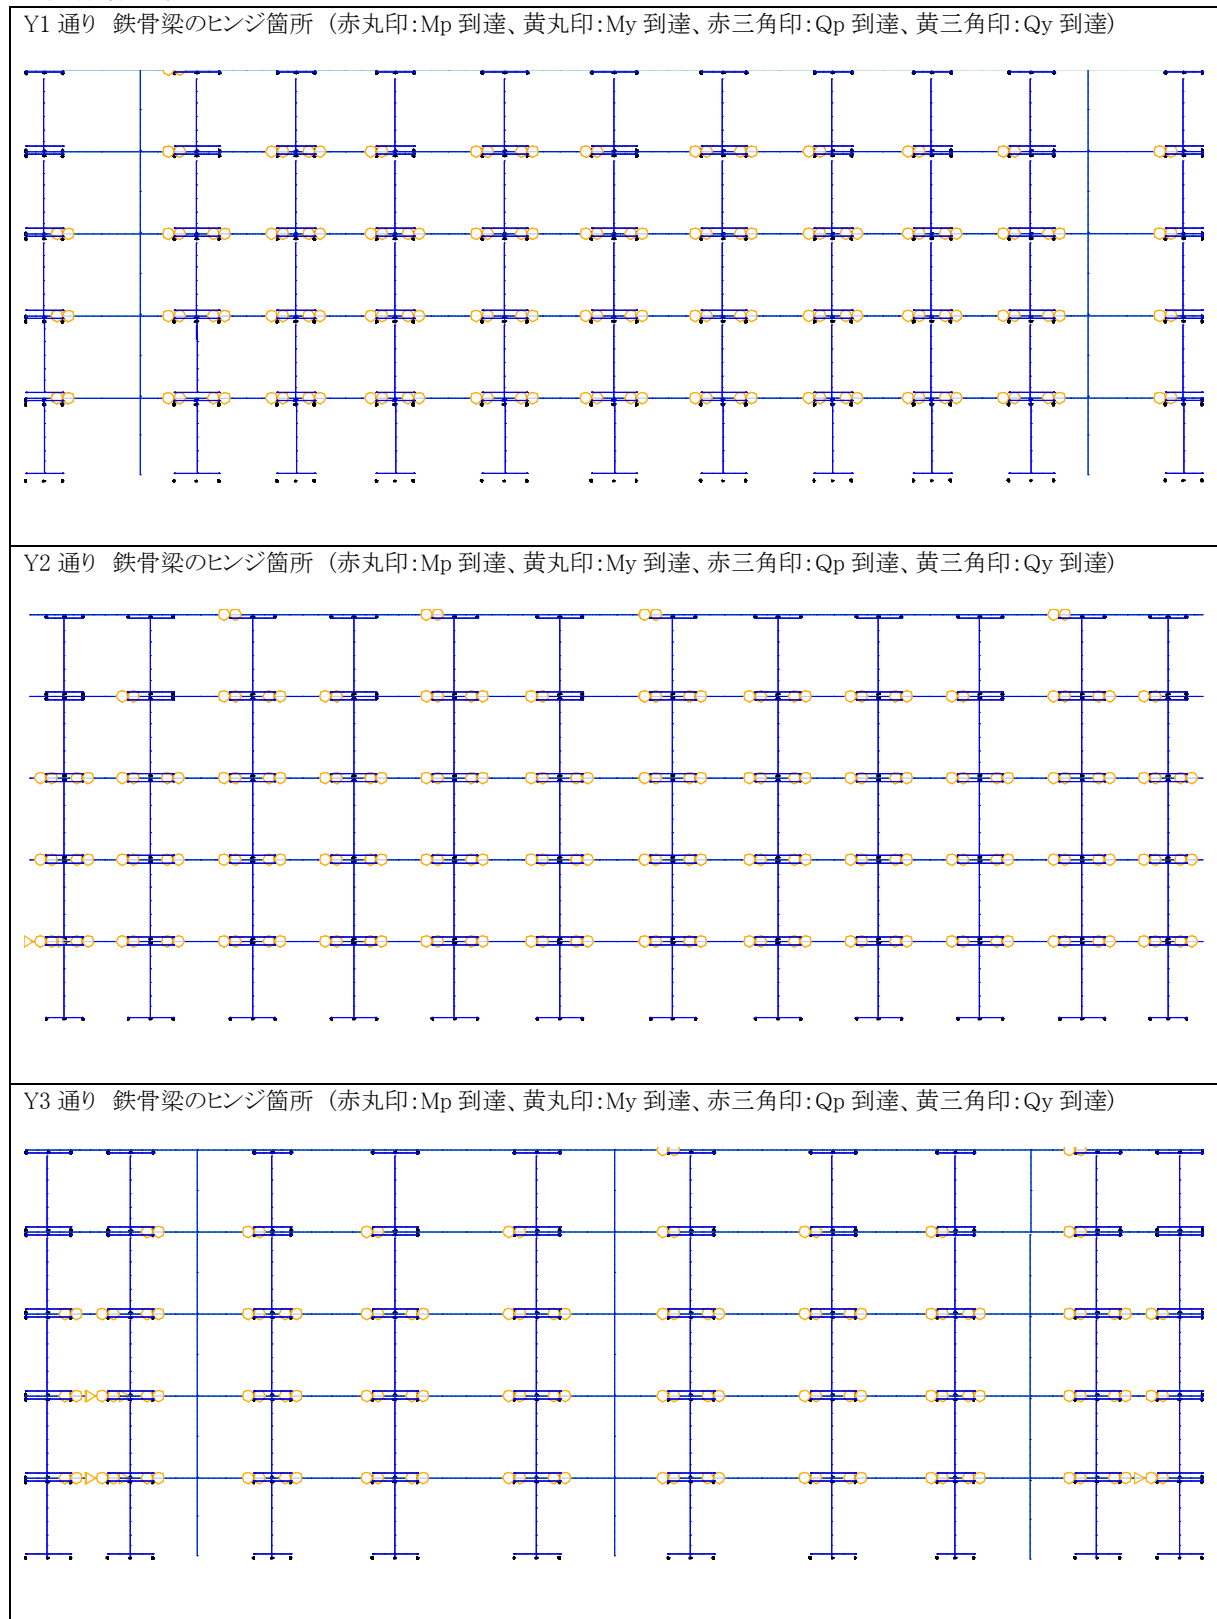 Y1 通り 鉄骨梁のヒンジ箇所 (赤丸印:Mp 到達、黄丸印:My 到達、赤三角印:Qp 到達、黄三角印:Qy 到達)
Y2 通り 鉄骨梁のヒンジ箇所 (赤丸印:Mp 到達、黄丸印:My 到達、赤三角印:Qp 到達、黄三角印:Qy 到達)
Y3 通り 鉄骨梁のヒンジ箇所 (赤丸印:Mp 到達、黄丸印:My 到達、赤三角印:Qp 到達、黄三角印:Qy 到達)